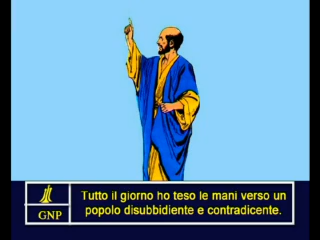 Tutto il giorno ho teso le mani verso un
popolo disubbidiente e contradicente.
GNP